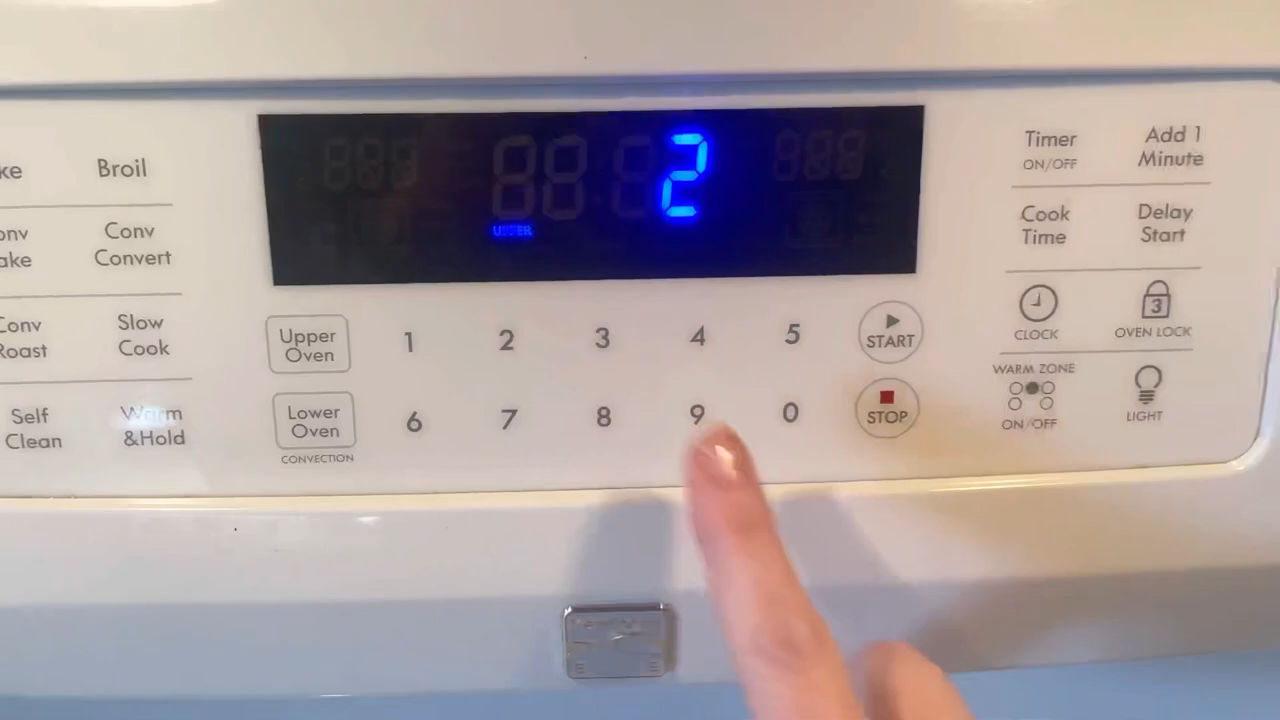 2
UPPER
ke
Broil
onv
ake
Conv
Convert
Conv
Roast
Slow
Cook
Self
Clean
Warm
&Hold
Upper
Oven
Lower
Oven
CONVECTION
1 2 3 4 5
6 7 8 9 0
START
STOP
Timer
ON/OFF
Add 1
Minute
Cook
Time
Delay
Start
CLOCK
3
OVEN LOCK
WARM ZONE
ON/OFF
LIGHT